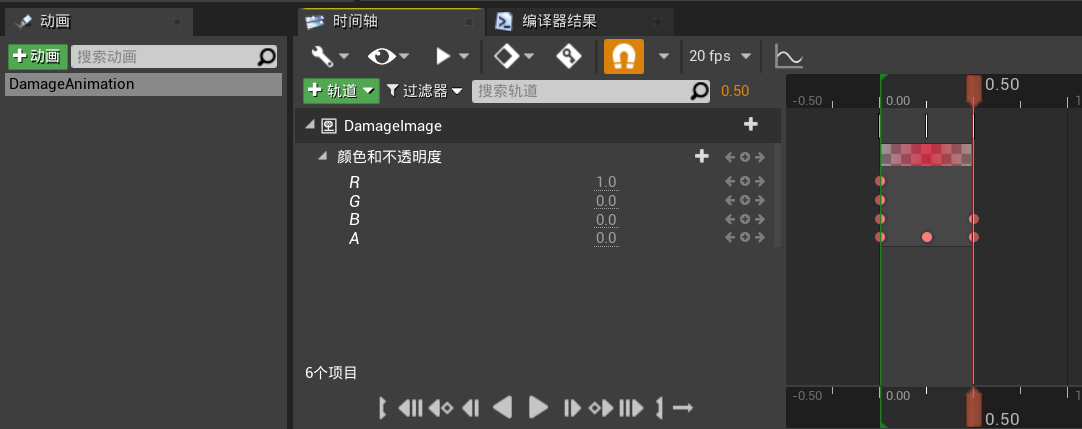 动画
时间轴
编译器结果
动画
搜索动画
20 fps
DamageAnimation
轨道
过滤器
搜索轨道
0.50
-0.50
0.00
0.50
1
DamageImage
颜色和不透明度
R 1.0
G 0.0
B 0.0
A 0.0
6个项目
-0.50
0.00
0.50
1